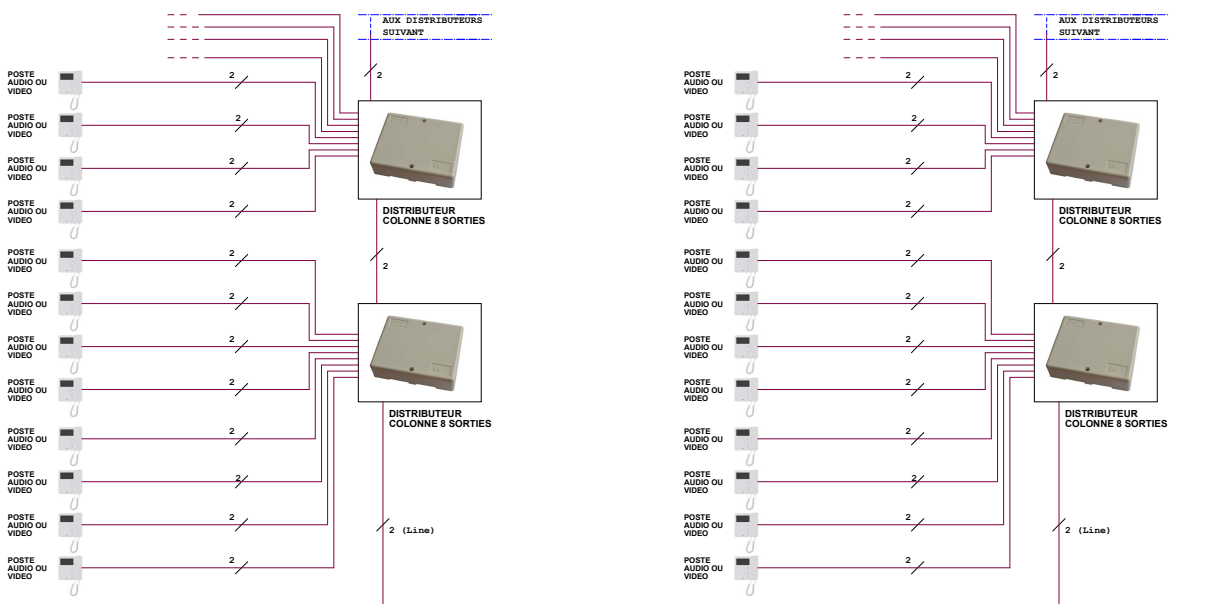 AUX DISTRIBUTEURS
SUIVANT
2
POSTE
AUDIO OU
VIDEO
2
POSTE
AUDIO OU
VIDEO
2
POSTE
AUDIO OU
VIDEO
2
POSTE
AUDIO OU
VIDEO
2
DISTRIBUTEUR
COLONNE 8 SORTIES
2
POSTE
AUDIO OU
VIDEO
2
POSTE
AUDIO OU
VIDEO
2
POSTE
AUDIO OU
VIDEO
2
POSTE
AUDIO OU
VIDEO
2
DISTRIBUTEUR
COLONNE 8 SORTIES
POSTE
AUDIO OU
VIDEO
2
POSTE
AUDIO OU
VIDEO
2
POSTE
AUDIO OU
VIDEO
2
2 (Line)
POSTE
AUDIO OU
VIDEO
2
AUX DISTRIBUTEURS
SUIVANT
2
POSTE
AUDIO OU
VIDEO
2
POSTE
AUDIO OU
VIDEO
2
POSTE
AUDIO OU
VIDEO
2
POSTE
AUDIO OU
VIDEO
2
DISTRIBUTEUR
COLONNE 8 SORTIES
2
POSTE
AUDIO OU
VIDEO
2
POSTE
AUDIO OU
VIDEO
2
POSTE
AUDIO OU
VIDEO
2
POSTE
AUDIO OU
VIDEO
2
DISTRIBUTEUR
COLONNE 8 SORTIES
POSTE
AUDIO OU
VIDEO
2
POSTE
AUDIO OU
VIDEO
2
POSTE
AUDIO OU
VIDEO
2
2 (Line)
POSTE
AUDIO OU
VIDEO
2